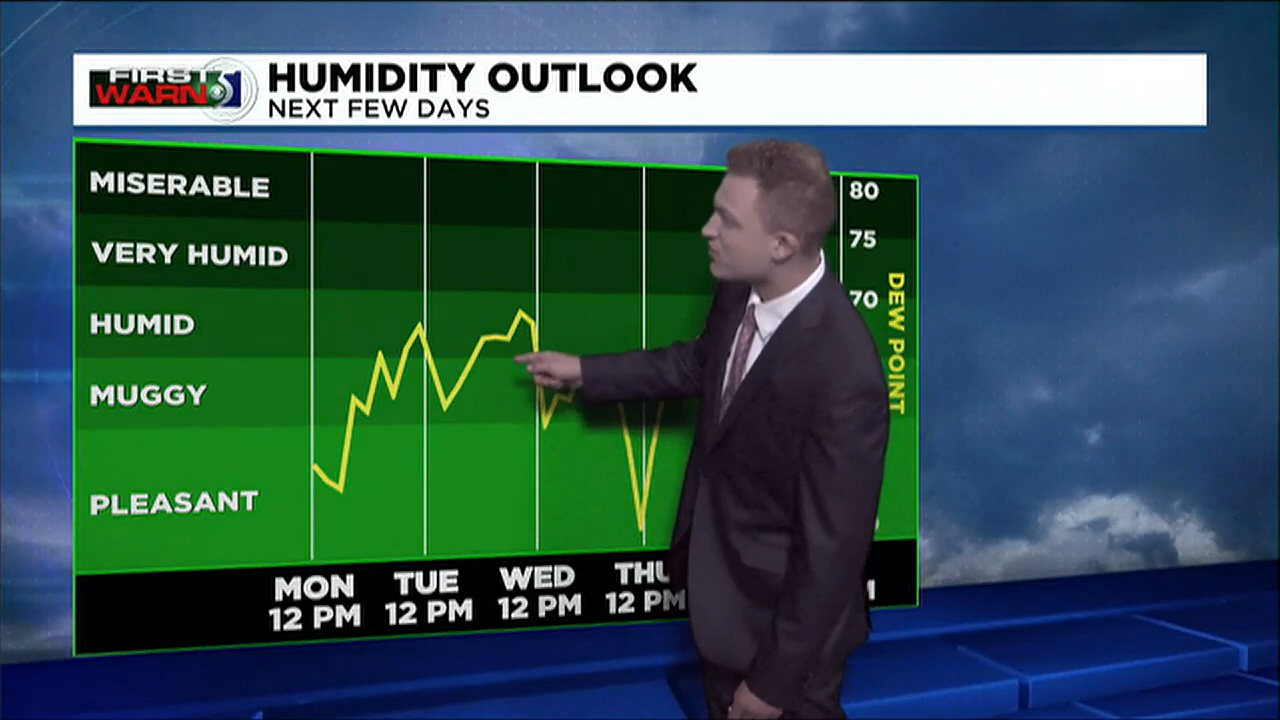 FIRST
WARN 5
HUMIDITY OUTLOOK
NEXT FEW DAYS
MISERABLE
VERY HUMID
HUMID
MUGGY
PLEASANT
80
75
70
DEW POINT
MON
12 PM
TUE
12 PM
WED
12 PM
THU
12 PM